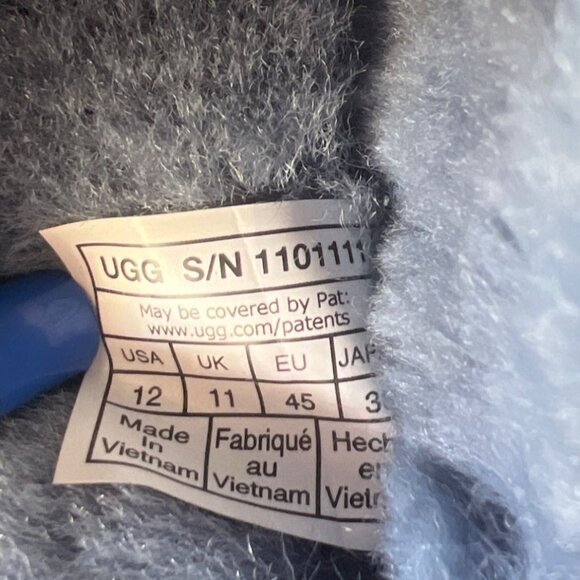 UGG S/N 110111
May be covered by Pat:
www.ugg.com/patents
USA UK EU
12 11 45
Made in Vietnam
Fabriqué au Vietnam